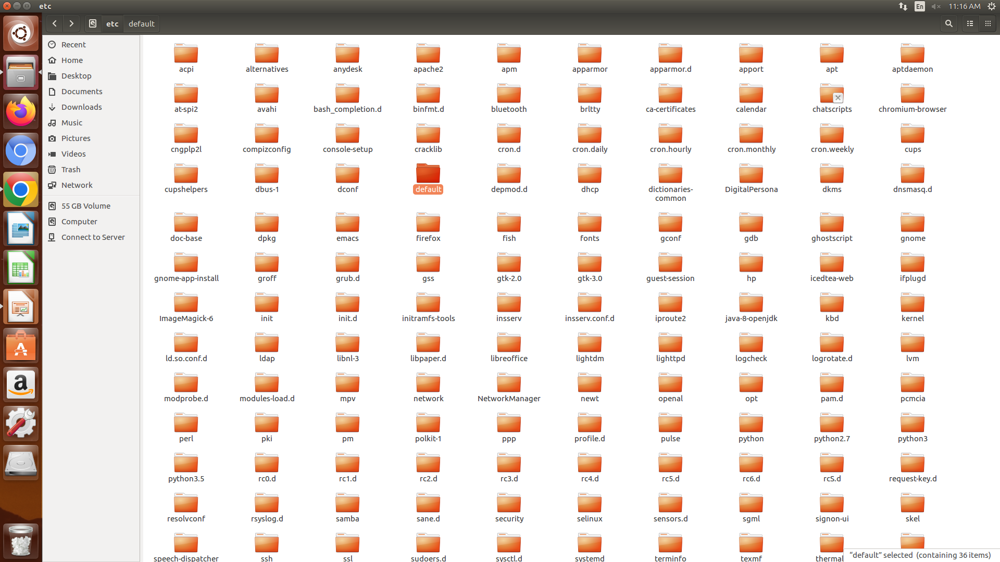 etc
En
11:16 AM
etc default
Recent
Home
Desktop
Documents
Downloads
Music
Pictures
Videos
Trash
Network
55 GB Volume
Computer
Connect to Server
acpi alternatives anydesk apache2 apm apparmor apparmor.d apport apt aptdaemon
at-spi2 avahi bash_completion.d binfmt.d bluetooth brltty ca-certificates calendar chatscripts chromium-browser
cngplp2l compizconfig console-setup cracklib cron.d cron.daily cron.hourly cron.monthly cron.weekly cups
cupshelpers dbus-1 dconf default depmod.d dhcp dictionaries-common DigitalPersona dkms dnsmasq.d
doc-base dpkg emacs firefox fish fonts gconf gdb ghostscript gnome
gnome-app-install groff grub.d gss gtk-2.0 gtk-3.0 guest-session hp icedtea-web ifplugd
ImageMagick-6 init init.d initramfs-tools insserv insserv.conf.d iproute2 java-8-openjdk kbd kernel
ld.so.conf.d ldap libnl-3 libpaper.d libreoffice lightdm lighttpd logcheck logrotate.d lvm
modprobe.d modules-load.d mpv network NetworkManager newt openal opt pam.d pcmcia
perl pki pm polkit-1 ppp profile.d pulse python python2.7 python3
python3.5 rc0.d rc1.d rc2.d rc3.d rc4.d rc5.d rc6.d rcS.d request-key.d
resolvconf rsyslog.d samba sane.d security selinux sensors.d sgml signon-ui skel
speech-dispatcher ssh ssl sudoers.d sysctl.d systemd terminfo texmf thermal
“default” selected (containing 36 items)